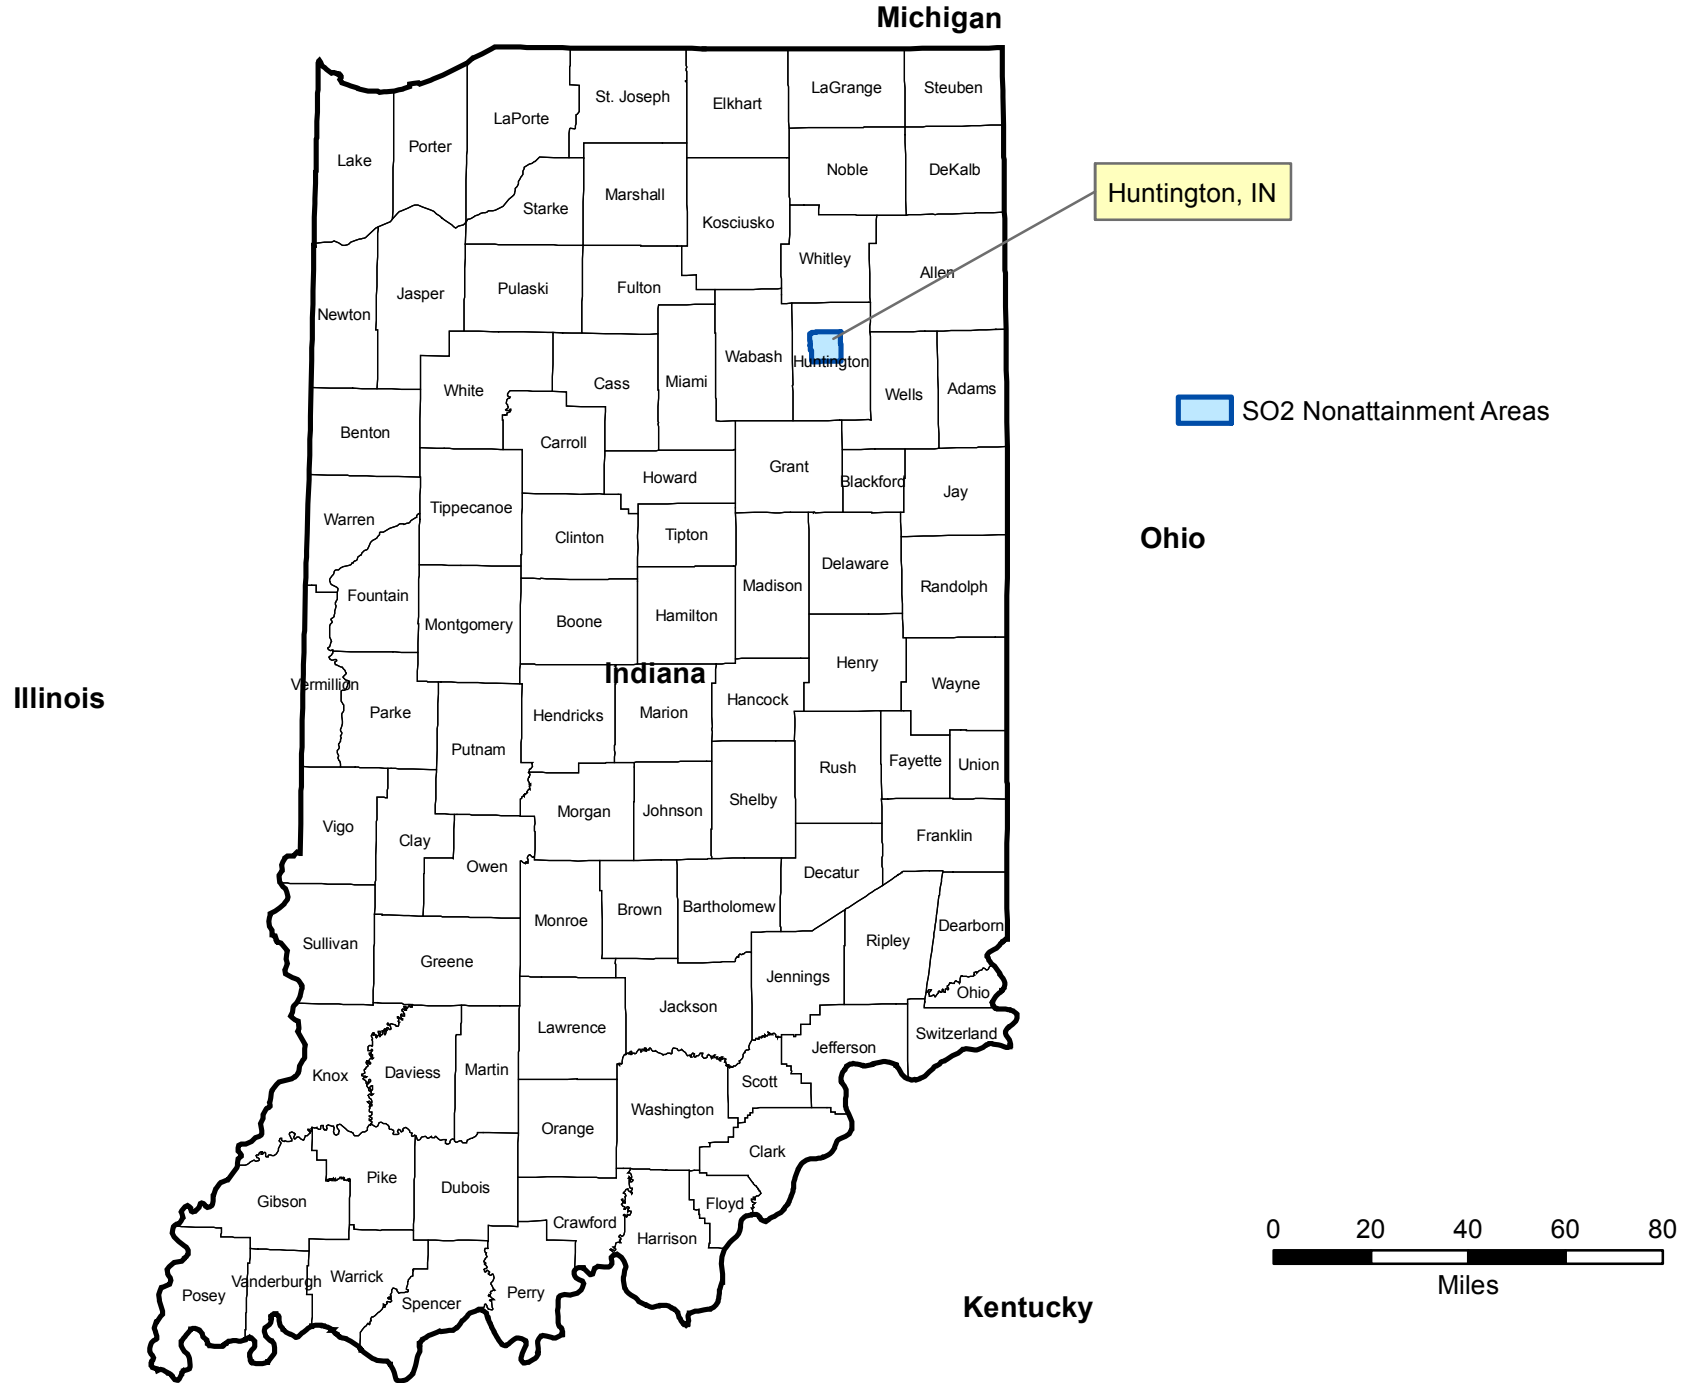 Michigan
LaGrange
Steuben
St. Joseph
Elkhart
LaPorte
Porter
Lake
Noble
DeKalb
Huntington, IN
Marshall
Starke
Kosciusko
Whitley
Allen
Pulaski
Fulton
Jasper
Newton
Wabash
Huntington
Miami
Cass
White
Wells
Adams
SO2 Nonattainment Areas
Benton
Carroll
Grant
Howard
Blackford
Jay
Tippecanoe
Warren
Clinton
Tipton
Ohio
Delaware
Madison
Randolph
Fountain
Hamilton
Boone
Montgomery
Henry
Indiana
Vermillion
Wayne
Illinois
Hancock
Parke
Hendricks
Marion
Putnam
Rush
Fayette
Union
Shelby
Morgan
Johnson
Vigo
Clay
Franklin
Owen
Decatur
Bartholomew
Brown
Monroe
Dearborn
Sullivan
Ripley
Greene
Jennings
Ohio
Jackson
Lawrence
Switzerland
Jefferson
Knox
Daviess
Martin
Scott
Washington
Orange
Clark
Pike
Dubois
Gibson
Floyd
Crawford
Harrison
0 20 40 60 80
Miles
Vanderburgh
Warrick
Posey
Spencer
Perry
Kentucky